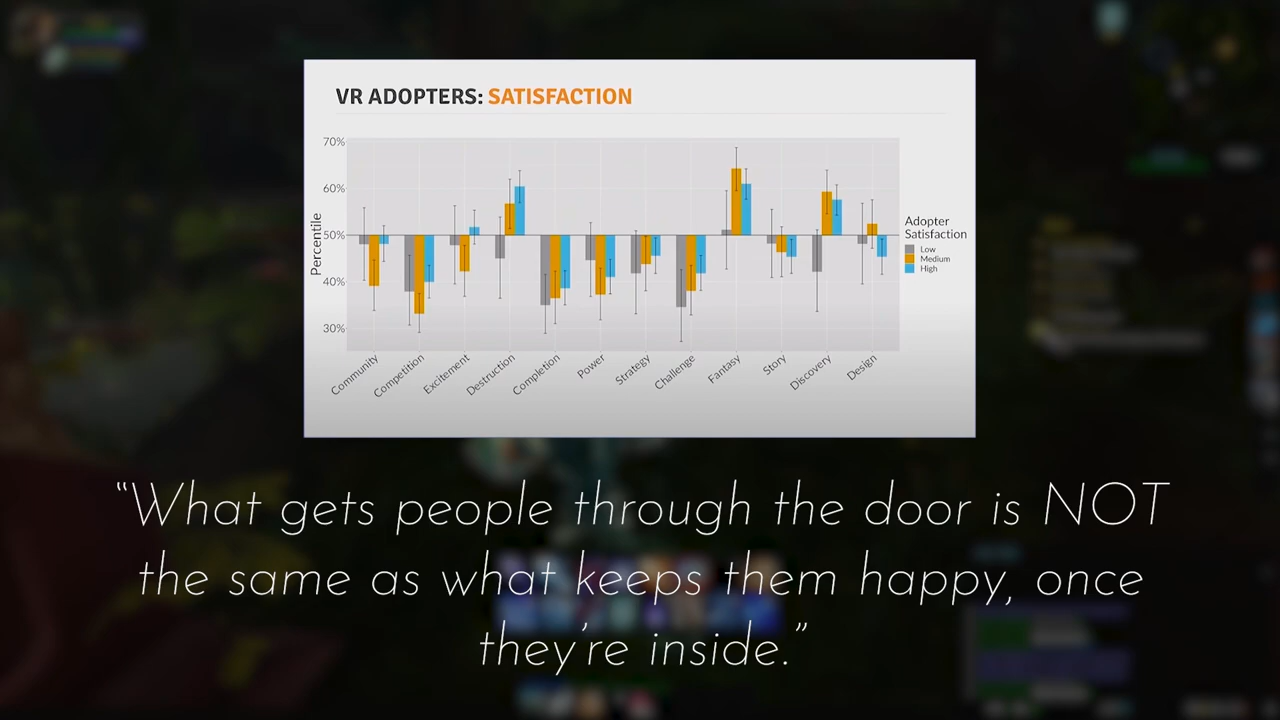 VR ADOPTERS: SATISFACTION
70%
60%
50%
40%
30%
Percentile
Community
Competition
Excitement
Destruction
Completion
Power
Strategy
Challenge
Fantasy
Story
Discovery
Design
Adopter
Satisfaction
Low
Medium
High
“What gets people through the door is NOT
the same as what keeps them happy, once
they’re inside.”